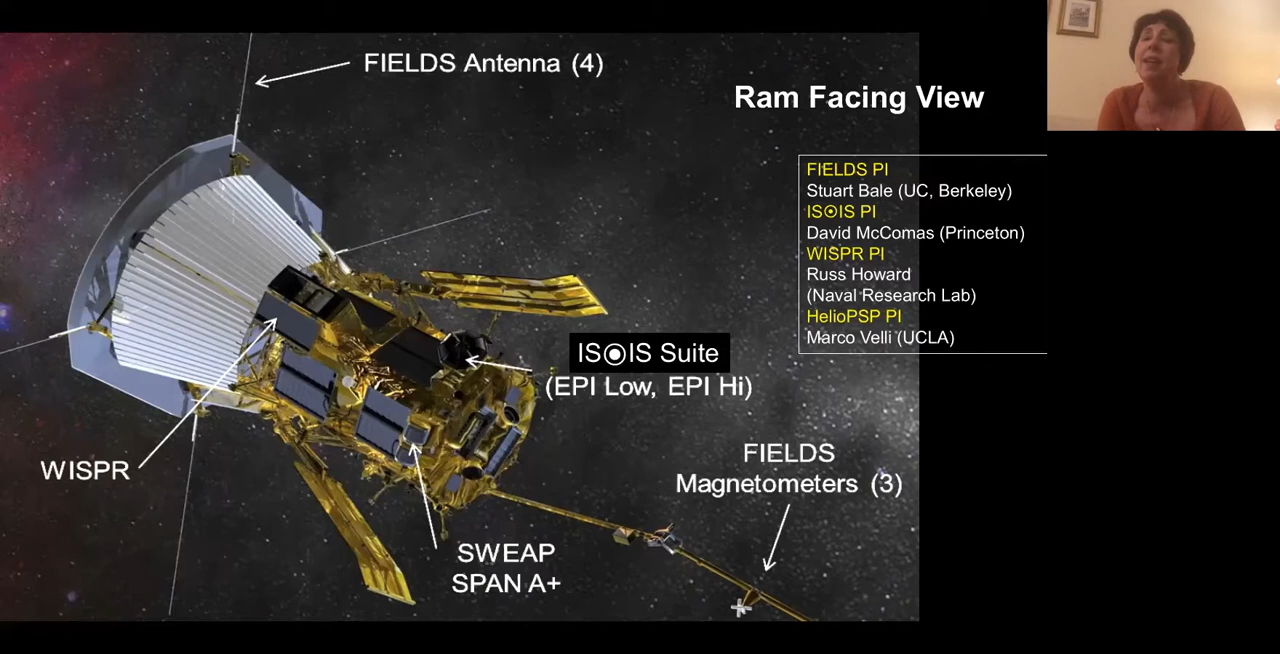 FIELDS Antenna (4)
Ram Facing View
FIELDS PI
Stuart Bale (UC, Berkeley)
IS☉IS PI
David McComas (Princeton)
WISPR PI
Russ Howard
(Naval Research Lab)
HelioPSP PI
Marco Velli (UCLA)
IS☉IS Suite
(EPI Low, EPI Hi)
WISPR
FIELDS
Magnetometers (3)
SWEAP
SPAN A+